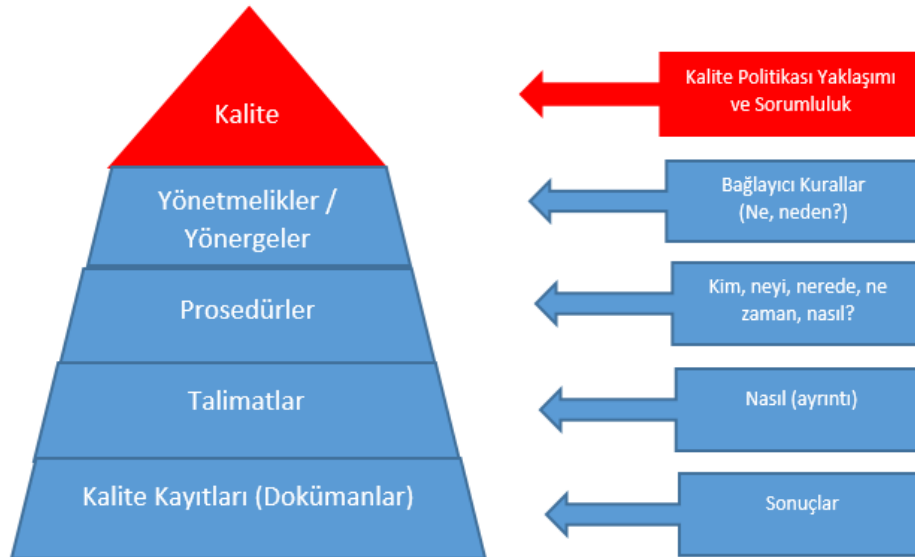 Kalite
Kalite Politikası Yaklaşımı
ve Sorumluluk
Yönetmelikler /
Yönergeler
Bağlayıcı Kurallar
(Ne, neden?)
Prosedürler
Kim, neyi, nerede, ne
zaman, nasıl?
Talimatlar
Nasıl (ayrıntı)
Kalite Kayıtları (Dokümanlar)
Sonuçlar